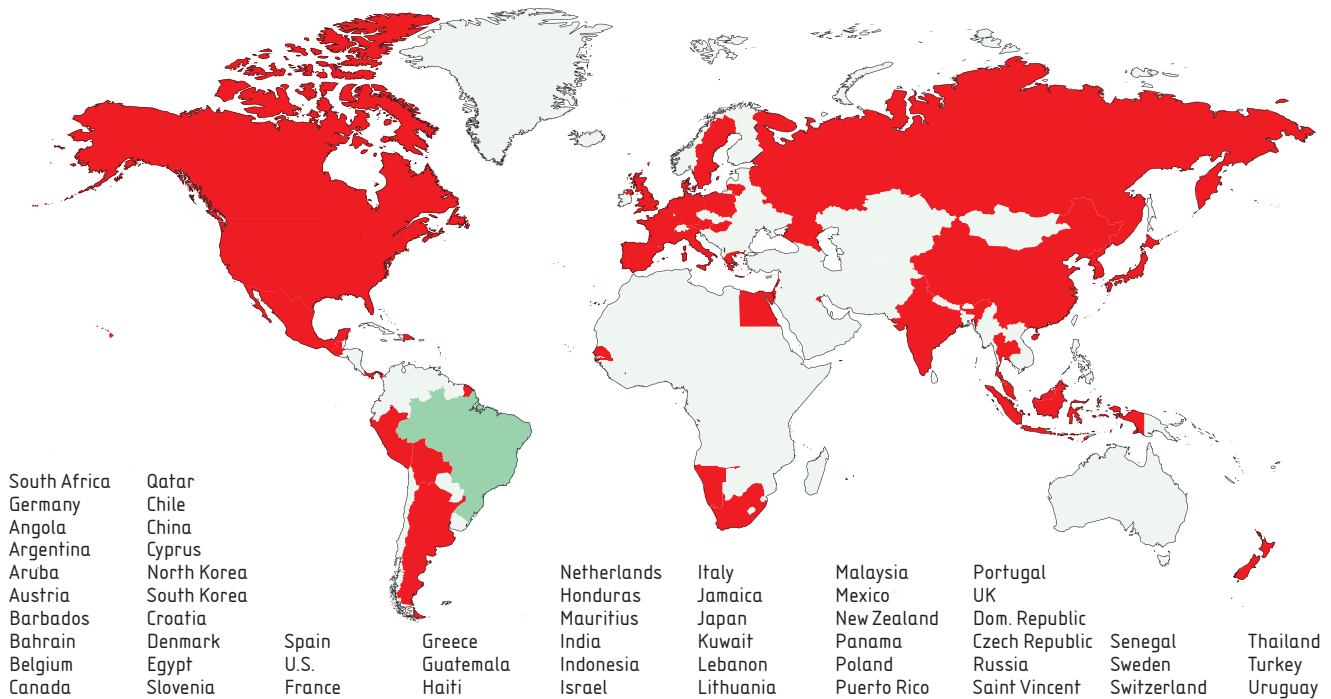 South Africa
Germany
Angola
Argentina
Aruba
Austria
Barbados
Bahrain
Belgium
Canada
Qatar
Chile
China
Cyprus
North Korea
South Korea
Croatia
Denmark
Egypt
Slovenia
Spain
U.S.
France
Greece
Guatemala
Haiti
Netherlands
Honduras
Mauritius
India
Indonesia
Israel
Italy
Jamaica
Japan
Kuwait
Lebanon
Lithuania
Malaysia
Mexico
New Zealand
Panama
Poland
Puerto Rico
Portugal
UK
Dom. Republic
Czech Republic
Russia
Saint Vincent
Senegal
Sweden
Switzerland
Thailand
Turkey
Uruguay